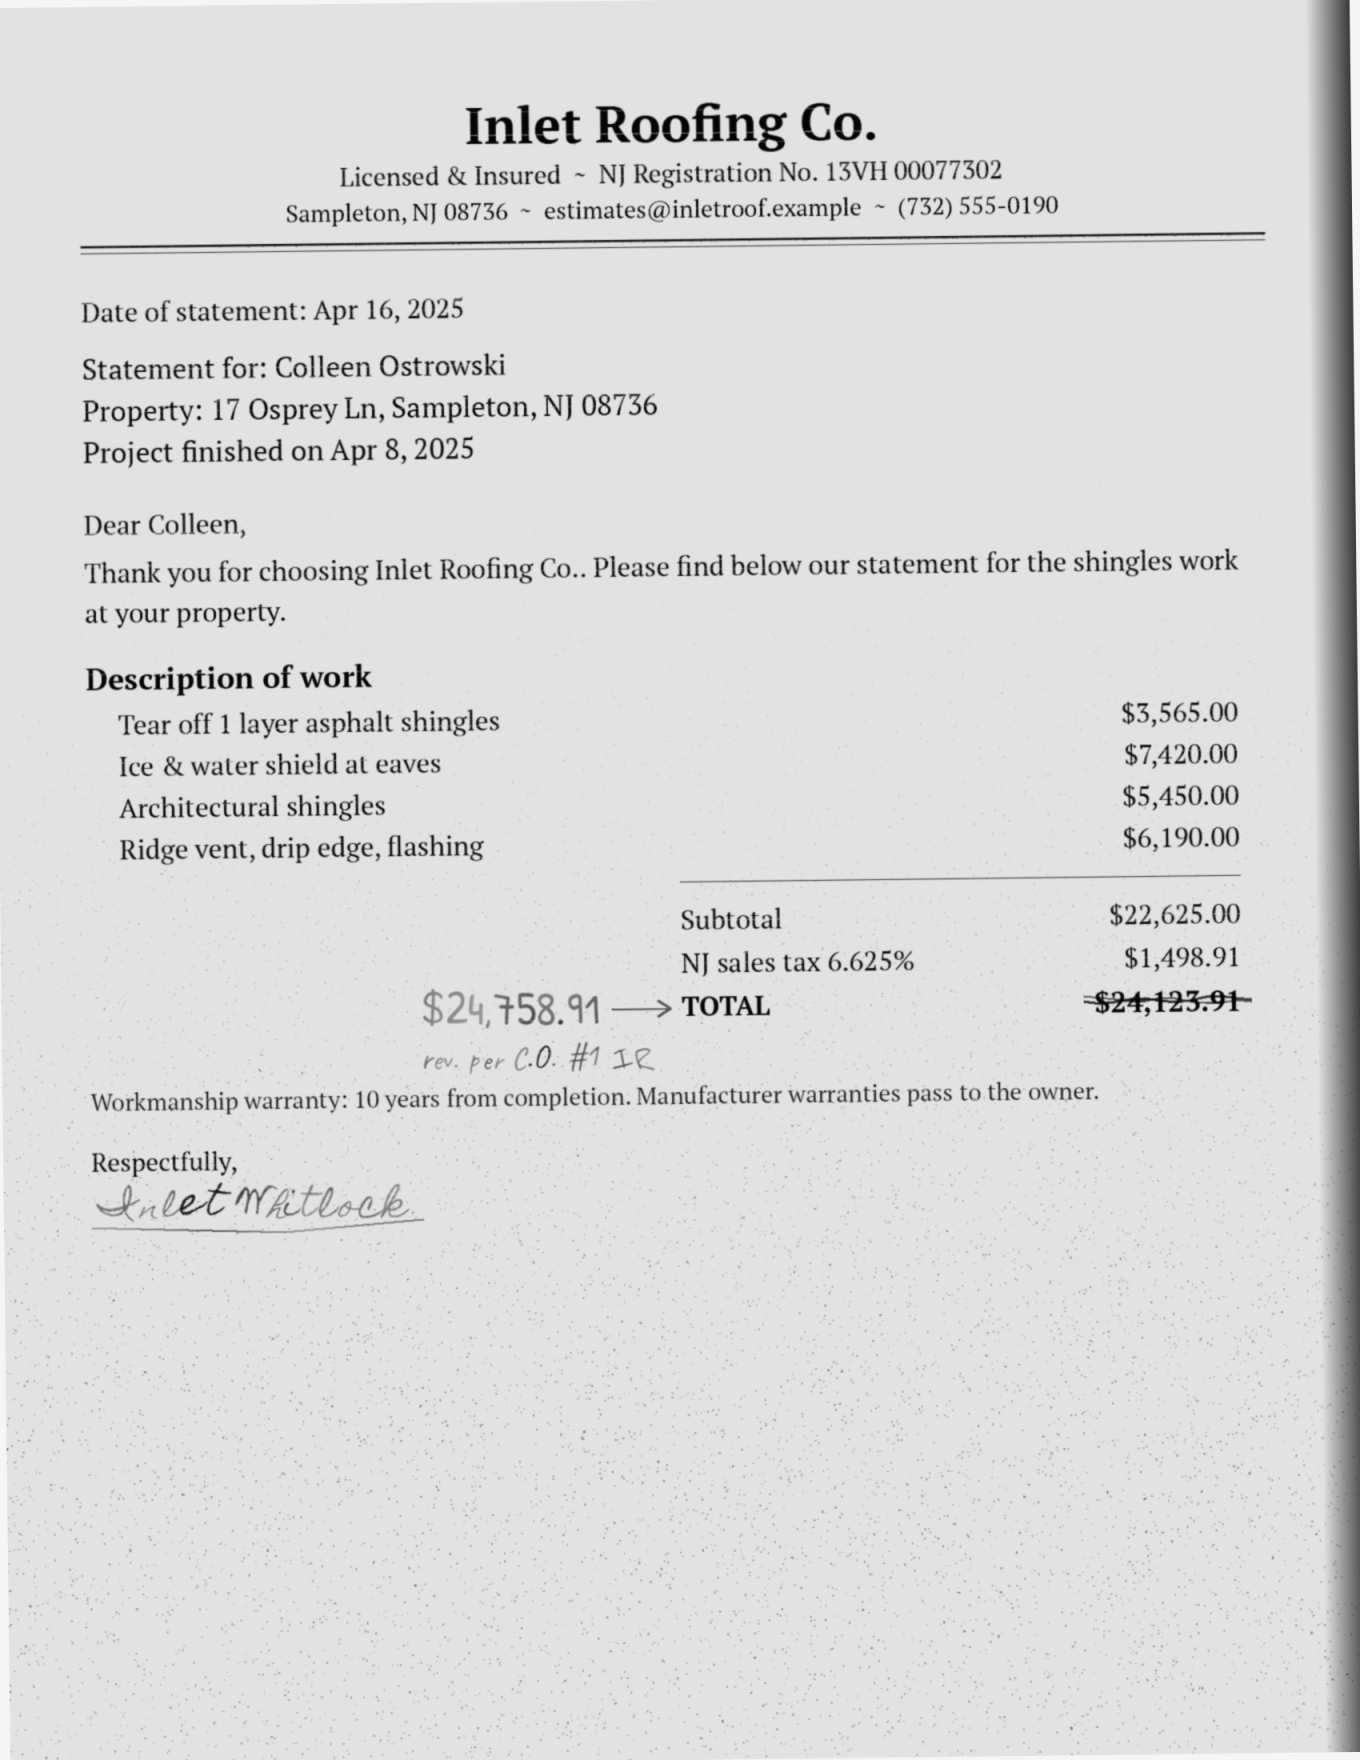 Inlet Roofing Co.
Licensed & Insured ~ NJ Registration No. 13VH 00077302
Sampleton, NJ 08736 ~ estimates@inletroof.example ~ (732) 555-0190
Date of statement: Apr 16, 2025
Statement for: Colleen Ostrowski
Property: 17 Osprey Ln, Sampleton, NJ 08736
Project finished on Apr 8, 2025
Dear Colleen,
Thank you for choosing Inlet Roofing Co.. Please find below our statement for the shingles work
at your property.
Description of work
Tear off 1 layer asphalt shingles $3,565.00
Ice & water shield at eaves $7,420.00
Architectural shingles $5,450.00
Ridge vent, drip edge, flashing $6,190.00
Subtotal $22,625.00
NJ sales tax 6.625% $1,498.91
$24,758.91 → TOTAL $24,123.91
rev. per C.O. #1 IR
Workmanship warranty: 10 years from completion. Manufacturer warranties pass to the owner.
Respectfully,
Inlet Whitlock